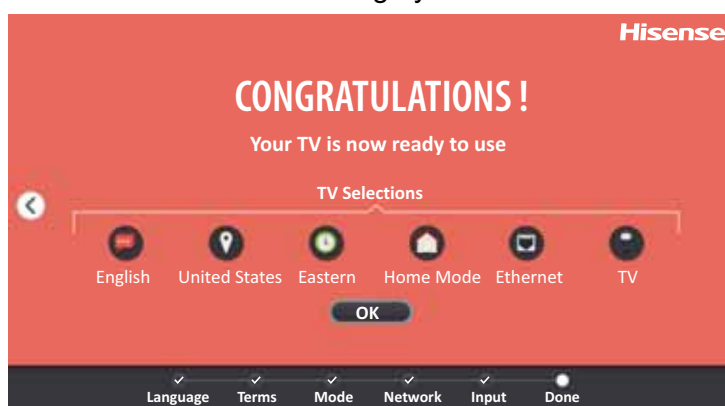 Hisense
CONGRATULATIONS !
Your TV is now ready to use
TV Selections
English United States Eastern Home Mode Ethernet TV
OK
Language Terms Mode Network Input Done